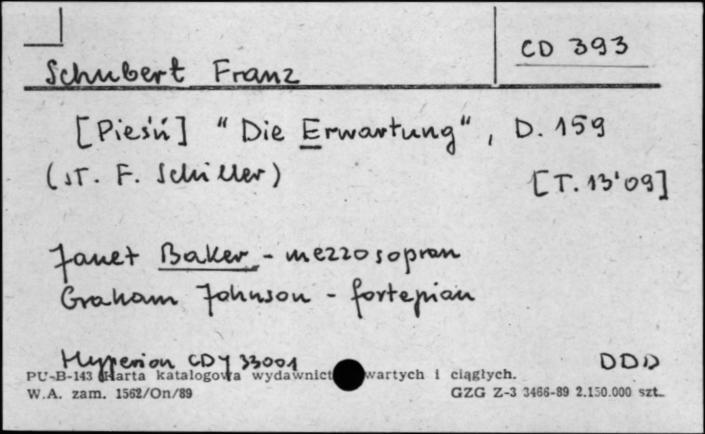 CD 393
Schubert Franz
[Pieśń] "Die Erwartung", D. 159
(sł. F. Schiller) [T. 13'09]
Janet Baker - mezzosopran
Graham Johnson - fortepian
Hyperion CDJ 33001 DDD
PU-B-143 Karta katalogowa wydawnict wartych i ciągłych.
W.A. zam. 1562/On/89 GZG Z-3 3466-89 2.150.000 szt.